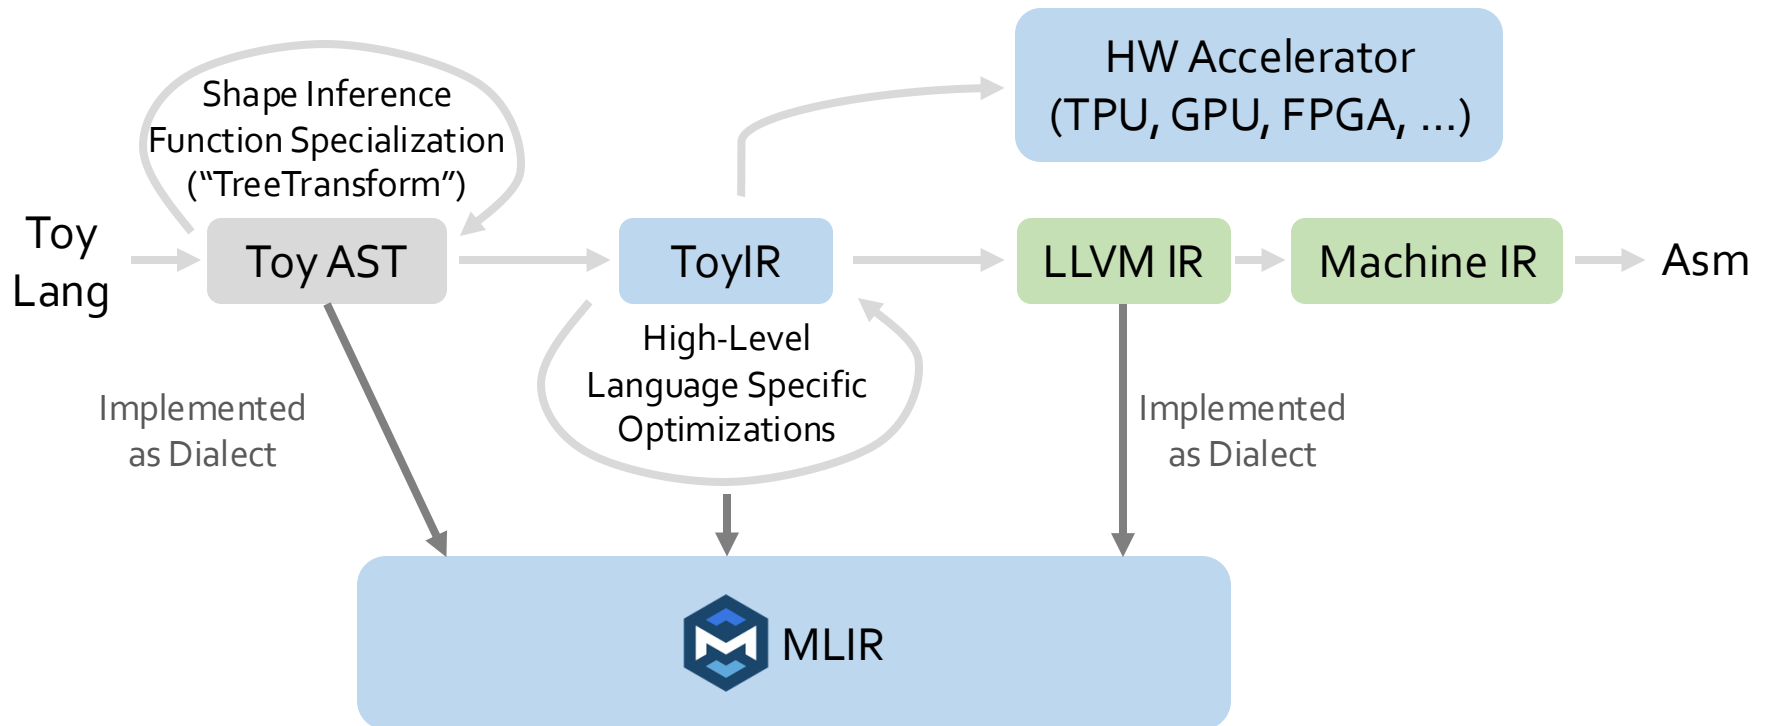 Shape Inference
Function Specialization
(“TreeTransform”)
HW Accelerator
(TPU, GPU, FPGA, ...)
Toy
Lang
Toy AST
ToyIR
LLVM IR
Machine IR
Asm
High-Level
Language Specific
Optimizations
Implemented
as Dialect
Implemented
as Dialect
MLIR